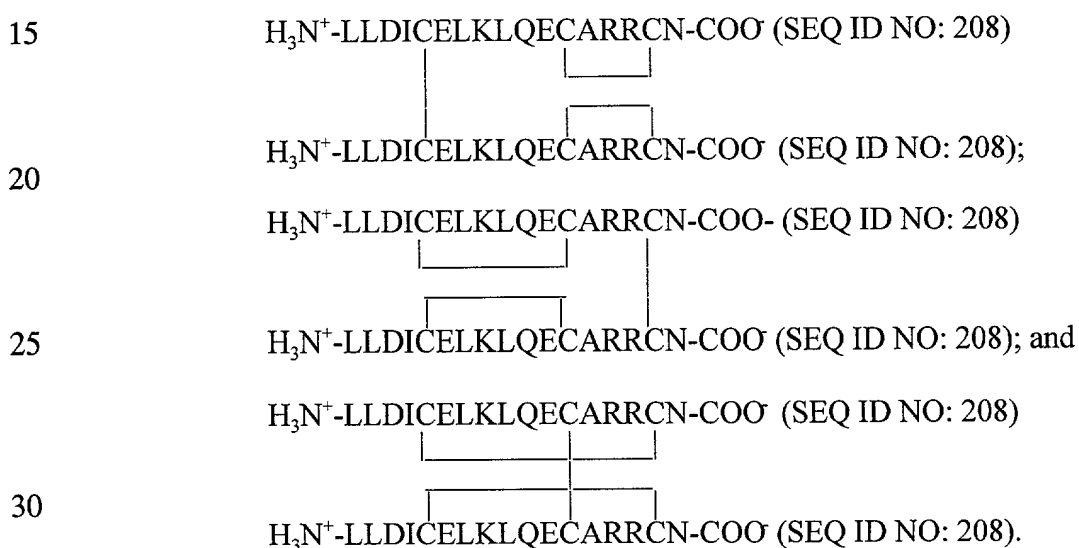 15 H₃N⁺-LLDICELKLQECARRCN-COO⁻ (SEQ ID NO: 208)
H₃N⁺-LLDICELKLQECARRCN-COO⁻ (SEQ ID NO: 208);
20
H₃N⁺-LLDICELKLQECARRCN-COO- (SEQ ID NO: 208)
25 H₃N⁺-LLDICELKLQECARRCN-COO⁻ (SEQ ID NO: 208); and
H₃N⁺-LLDICELKLQECARRCN-COO⁻ (SEQ ID NO: 208)
30
H₃N⁺-LLDICELKLQECARRCN-COO⁻ (SEQ ID NO: 208).